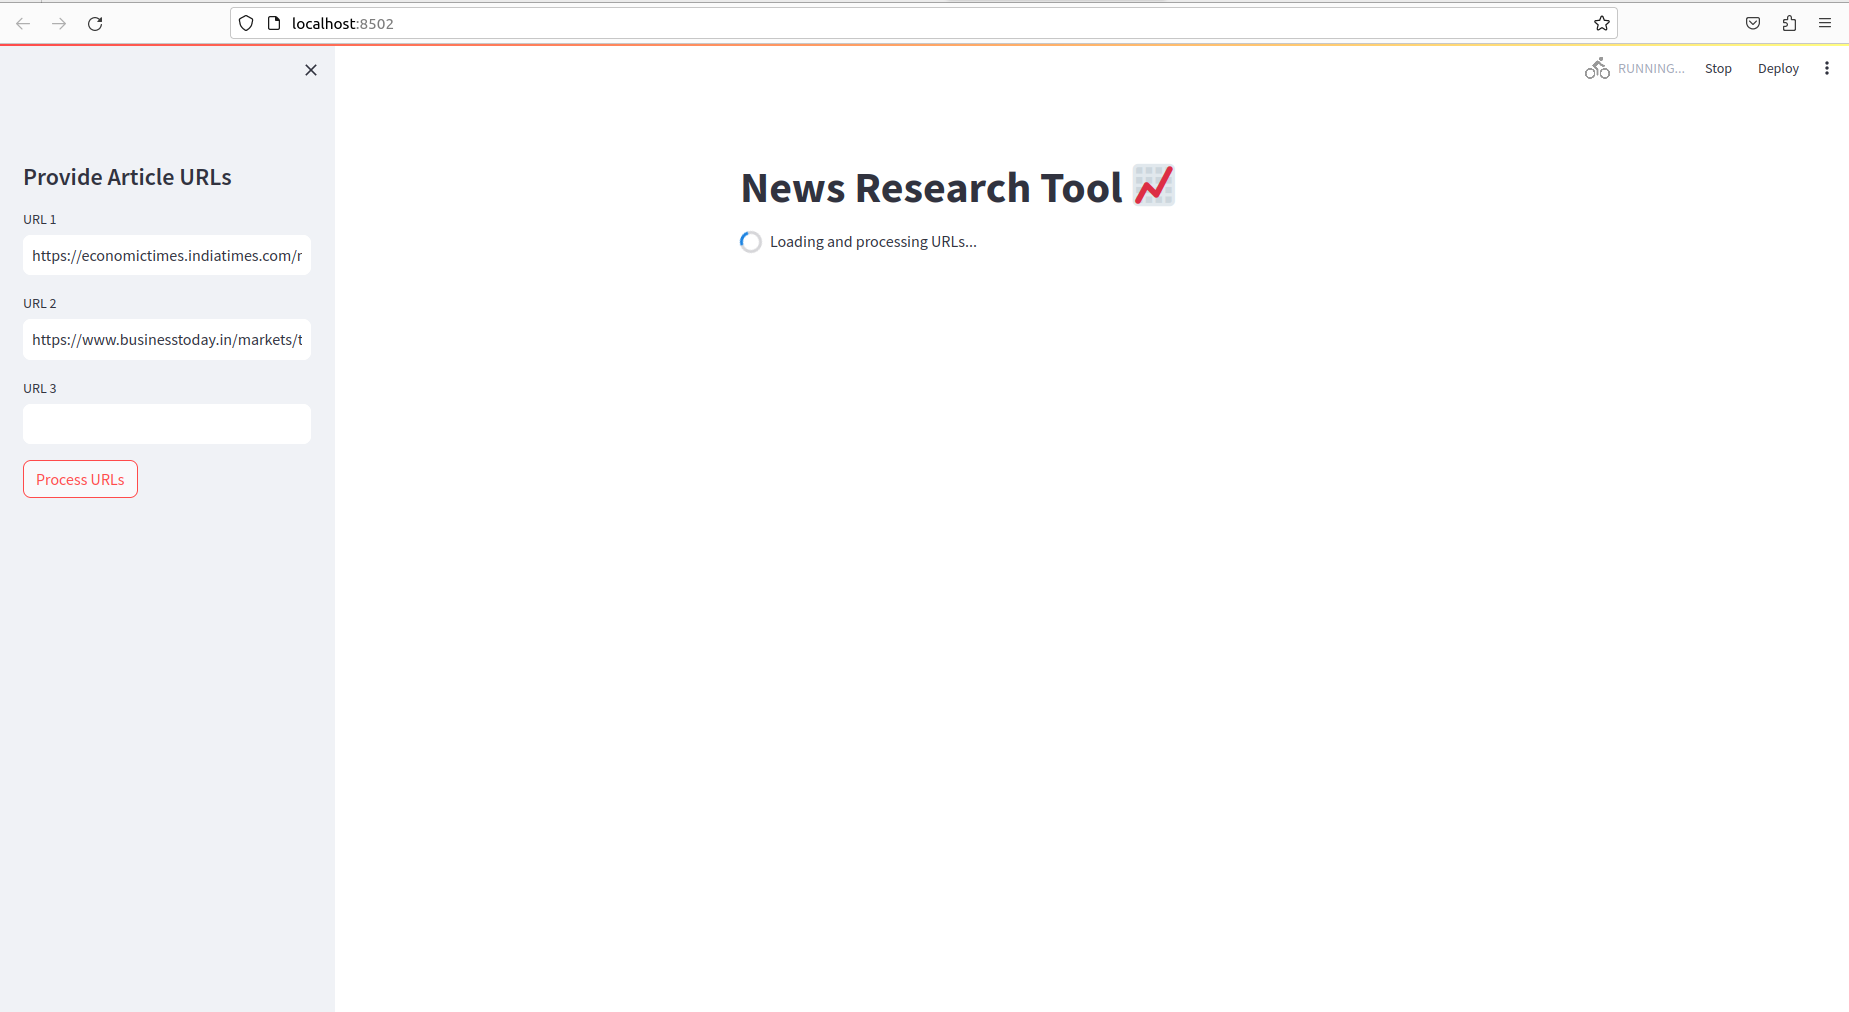 localhost:8502
RUNNING... Stop Deploy
Provide Article URLs
URL 1
https://economictimes.indiatimes.com/r
URL 2
https://www.businesstoday.in/markets/t
URL 3
Process URLs
News Research Tool
Loading and processing URLs...